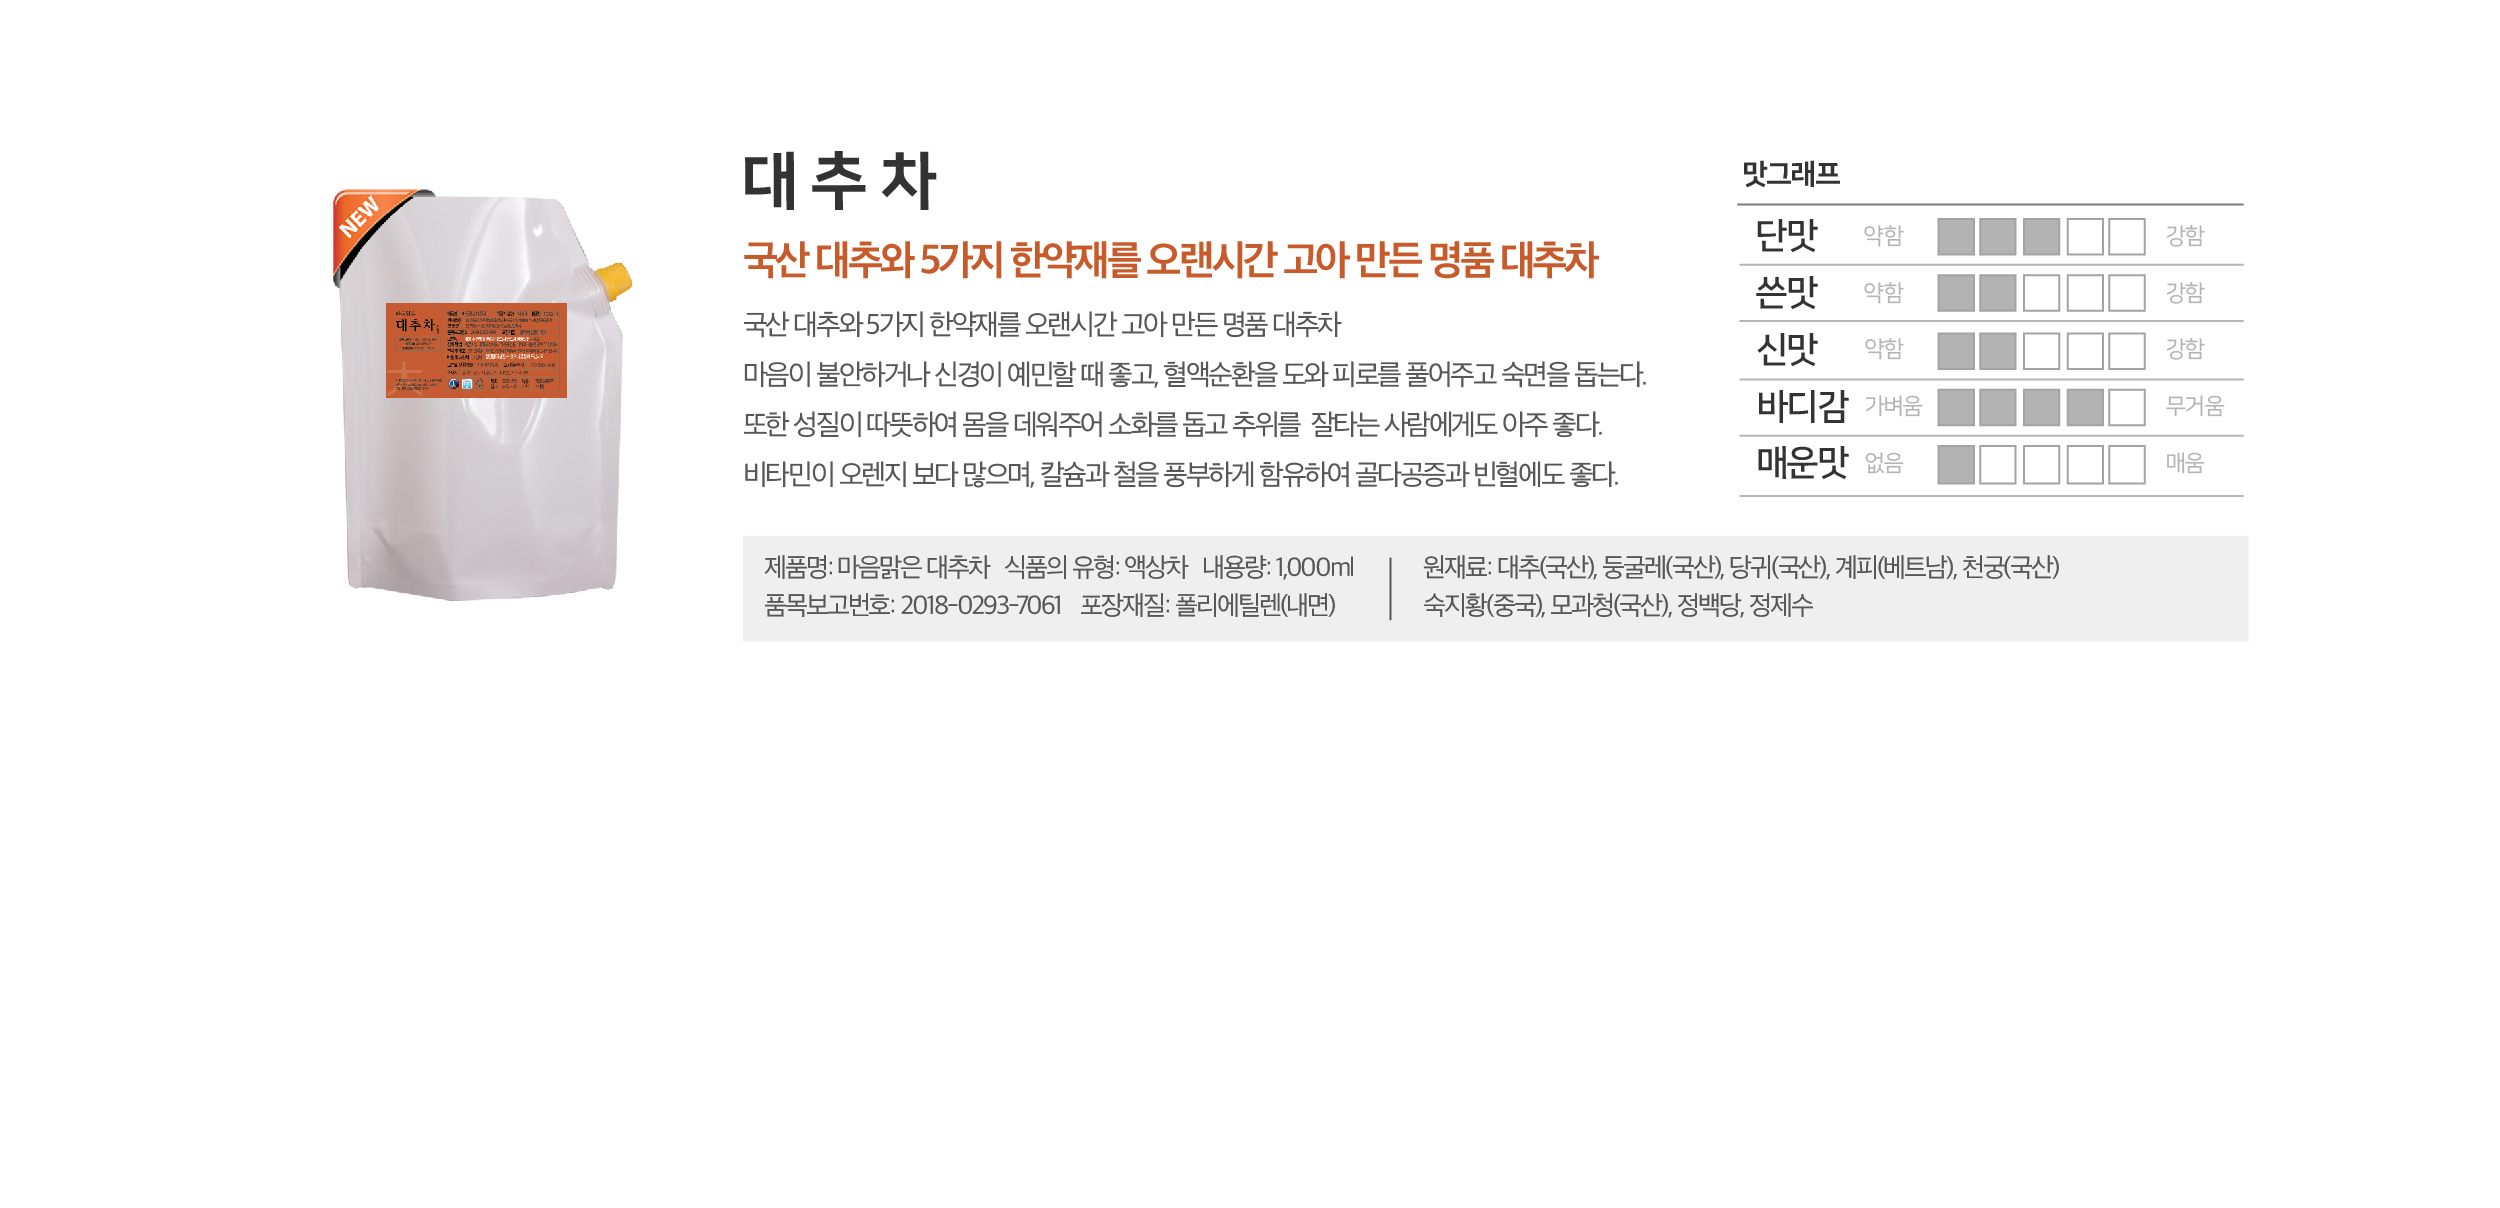 NEW
대추차
대추차
국산 대추와 5가지 한약재를 오랜시간 고아 만든 명품 대추차
국산 대추와 5가지 한약재를 오랜시간 고아 만든 명품 대추차
마음이 불안하거나 신경이 예민할 때 좋고, 혈액순환을 도와 피로를 풀어주고 숙면을 돕는다.
또한 성질이 따뜻하여 몸을 데워주어 소화를 돕고 추위를 잘타는 사람에게도 아주 좋다.
비타민이 오렌지 보다 많으며, 칼슘과 철을 풍부하게 함유하여 골다공증과 빈혈에도 좋다.
맛그래프
단맛 약함 강함
쓴맛 약함 강함
신맛 약함 강함
바디감 가벼움 무거움
매운맛 없음 매움
제품명: 마음맑은 대추차 식품의 유형: 액상차 내용량: 1,000ml
품목보고번호: 2018-0293-7061 포장재질: 폴리에틸렌(내면)
원재료: 대추(국산), 둥굴레(국산), 당귀(국산), 계피(베트남), 천궁(국산)
숙지황(중국), 모과청(국산), 정백당, 정제수